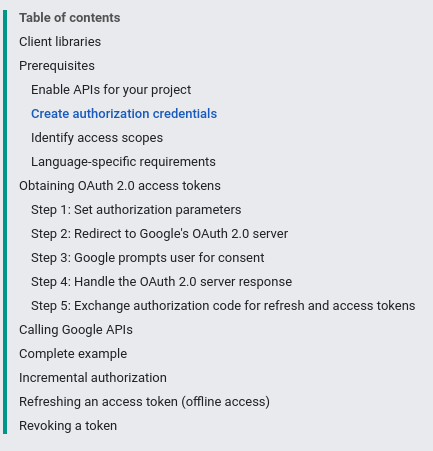 Table of contents
Client libraries
Prerequisites
Enable APIs for your project
Create authorization credentials
Identify access scopes
Language-specific requirements
Obtaining OAuth 2.0 access tokens
Step 1: Set authorization parameters
Step 2: Redirect to Google's OAuth 2.0 server
Step 3: Google prompts user for consent
Step 4: Handle the OAuth 2.0 server response
Step 5: Exchange authorization code for refresh and access tokens
Calling Google APIs
Complete example
Incremental authorization
Refreshing an access token (offline access)
Revoking a token